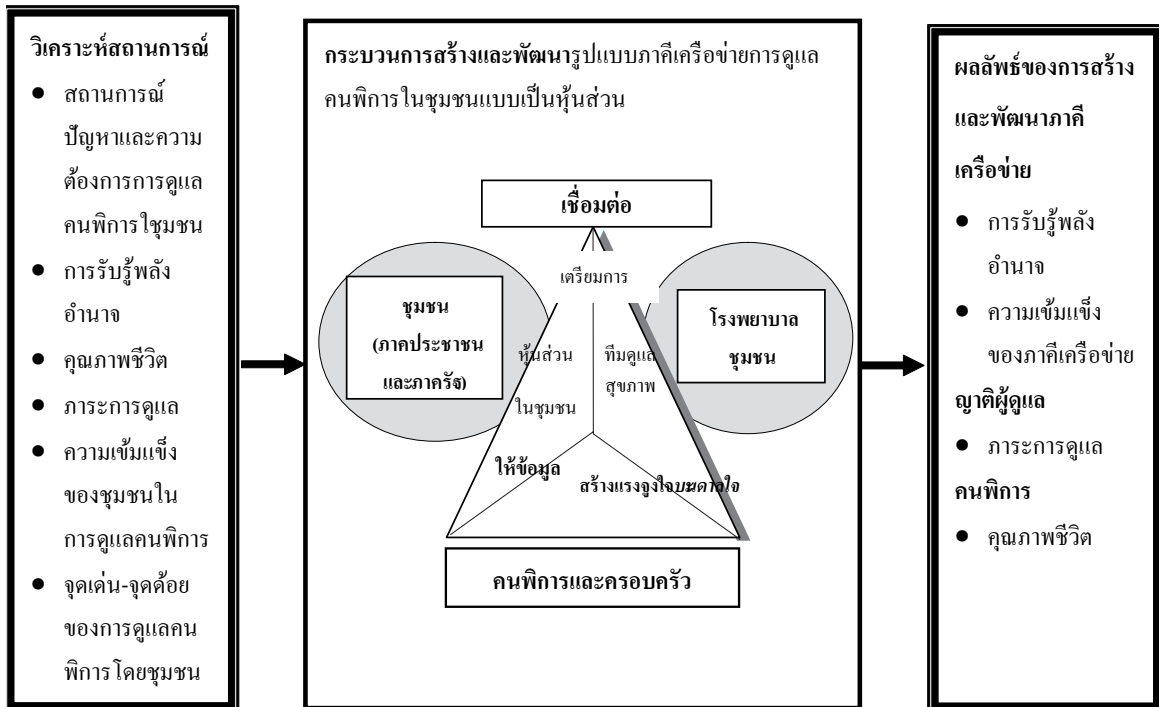 วิเคราะห์สถานการณ์
● สถานการณ์
ปัญหาและความ
ต้องการการดูแล
คนพิการใชุมชน
● การรับรู้พลัง
อำนาจ
● คุณภาพชีวิต
● ภาระการดูแล
● ความเข้มแข็ง
ของชุมชนใน
การดูแลคนพิการ
● จุดเด่น-จุดด้อย
ของการดูแลคน
พิการโดยชุมชน
กระบวนการสร้างและพัฒนารูปแบบภาคีเครือข่ายการดูแล
คนพิการในชุมชนแบบเป็นหุ้นส่วน
เชื่อมต่อ
เตรียมการ
ชุมชน
(ภาคประชาชน
และภาครัฐ)
หุ้นส่วน
ในชุมชน
ทีมดูแล
สุขภาพ
โรงพยาบาล
ชุมชน
ให้ข้อมูล
สร้างแรงจูงใจบันดาลใจ
คนพิการและครอบครัว
ผลลัพธ์ของการสร้าง
และพัฒนาภาคี
เครือข่าย
● การรับรู้พลัง
อำนาจ
● ความเข้มแข็ง
ของภาคีเครือข่าย
ญาติผู้ดูแล
● ภาระการดูแล
คนพิการ
● คุณภาพชีวิต